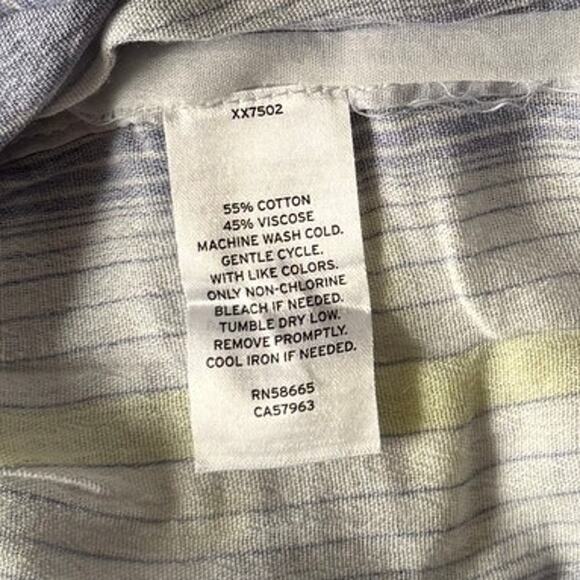 XX7502
55% COTTON
45% VISCOSE
MACHINE WASH COLD.
GENTLE CYCLE.
WITH LIKE COLORS.
ONLY NON-CHLORINE
BLEACH IF NEEDED.
TUMBLE DRY LOW.
REMOVE PROMPTLY.
COOL IRON IF NEEDED.
RN58665
CA57963